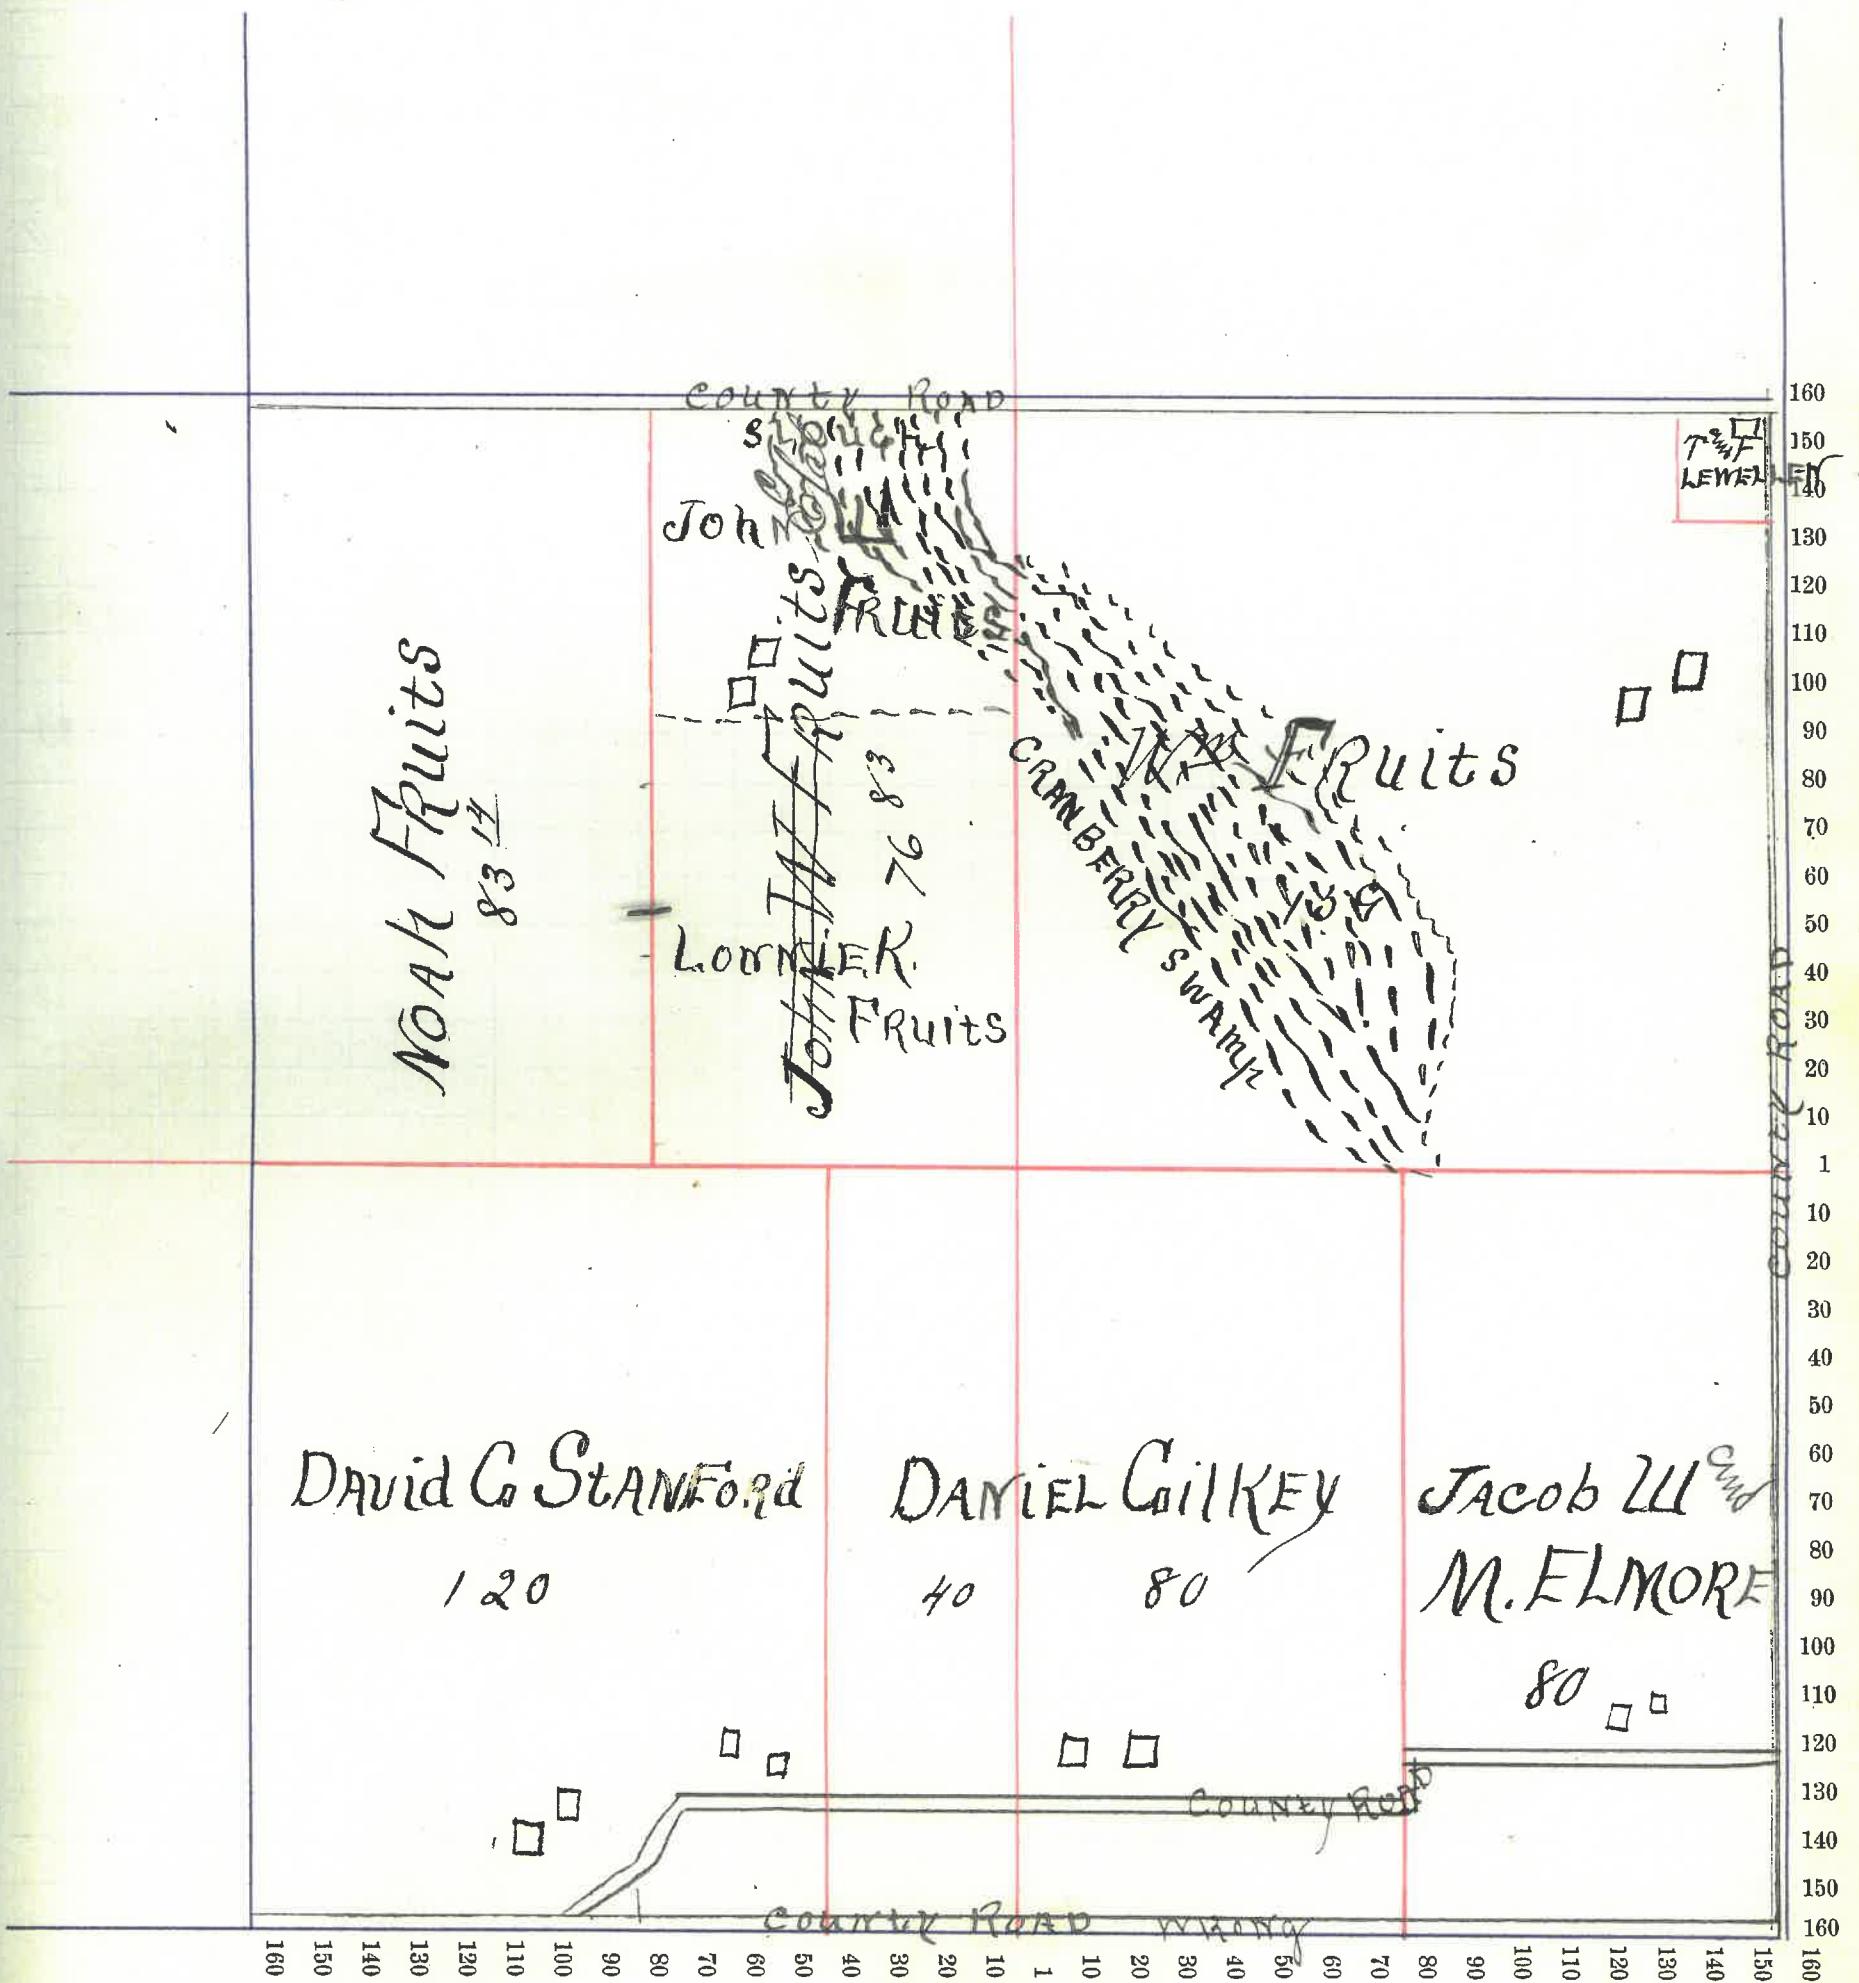 County Road
SLOUGH
T & F
LEWELLEN
John
Fruits
Noah Fruits
83 14
John W Fruits
76 83
Lonnie K.
Fruits
Wm Fruits
CRANBERRY SWAMP
COUNTY ROAD
David G Stanford
120
Daniel Gilkey
40 80
Jacob W and
M. ELMORE
80
County Road
County Road Wrong
160
150
140
130
120
110
100
90
80
70
60
50
40
30
20
10
1
10
20
30
40
50
60
70
80
90
100
110
120
130
140
150
160
160 150 140 130 120 110 100 90 80 70 60 50 40 30 20 10 1 10 20 30 40 50 60 70 80 90 100 110 120 130 140 150 160